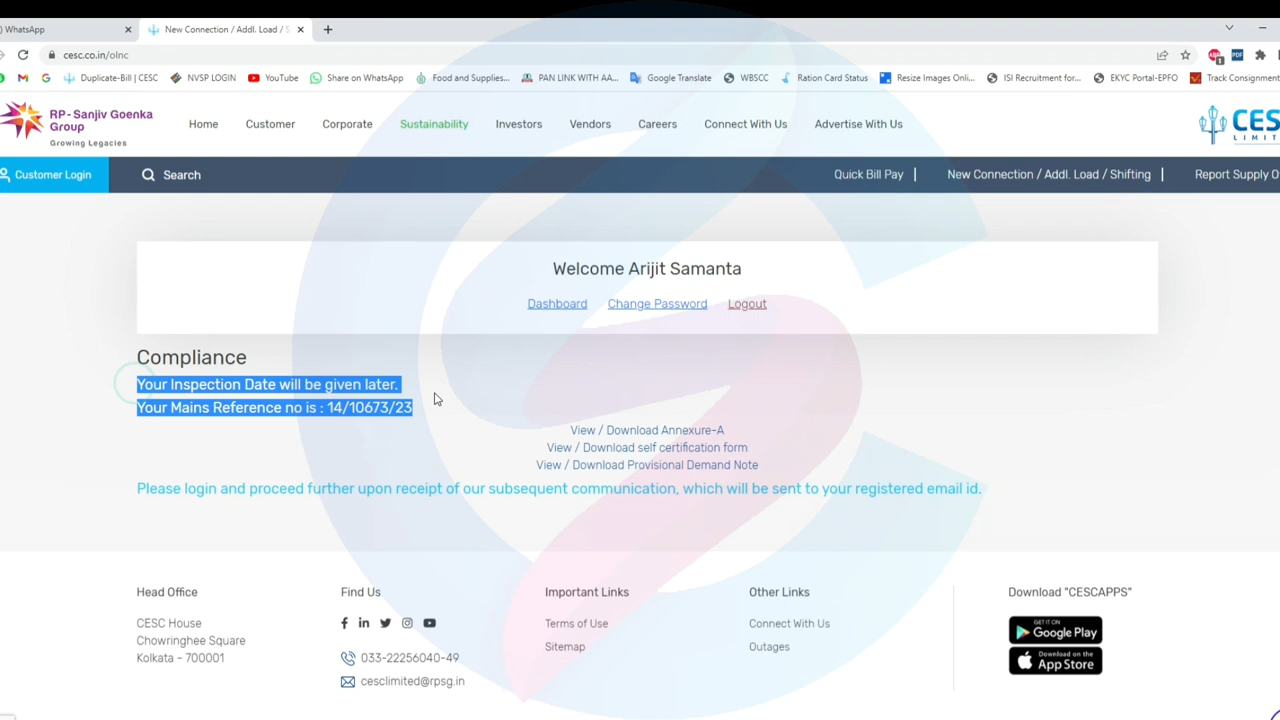 ) WhatsApp
New Connection / Addl. Load / S
cesc.co.in/olnc
Duplicate-Bill | CESC
NVSP LOGIN
YouTube
Share on WhatsApp
Food and Supplies...
PAN LINK WITH AA...
Google Translate
WBSCC
Ration Card Status
Resize Images Onli...
ISI Recruitment for...
EKYC Portal-EPFO
Track Consignment
RP - Sanjiv Goenka
Group
Growing Legacies
Home
Customer
Corporate
Sustainability
Investors
Vendors
Careers
Connect With Us
Advertise With Us
CES
LIMIT
Customer Login
Search
Quick Bill Pay |
New Connection / Addl. Load / Shifting |
Report Supply O
Welcome Arijit Samanta
Dashboard
Change Password
Logout
Compliance
Your Inspection Date will be given later.
Your Mains Reference no is : 14/10673/23
View / Download Annexure-A
View / Download self certification form
View / Download Provisional Demand Note
Please login and proceed further upon receipt of our subsequent communication, which will be sent to your registered email id.
Head Office
CESC House
Chowringhee Square
Kolkata - 700001
Find Us
033-22256040-49
cesclimited@rpsg.in
Important Links
Terms of Use
Sitemap
Other Links
Connect With Us
Outages
Download "CESCAPPS"
GET IT ON
Google Play
Download on the
App Store